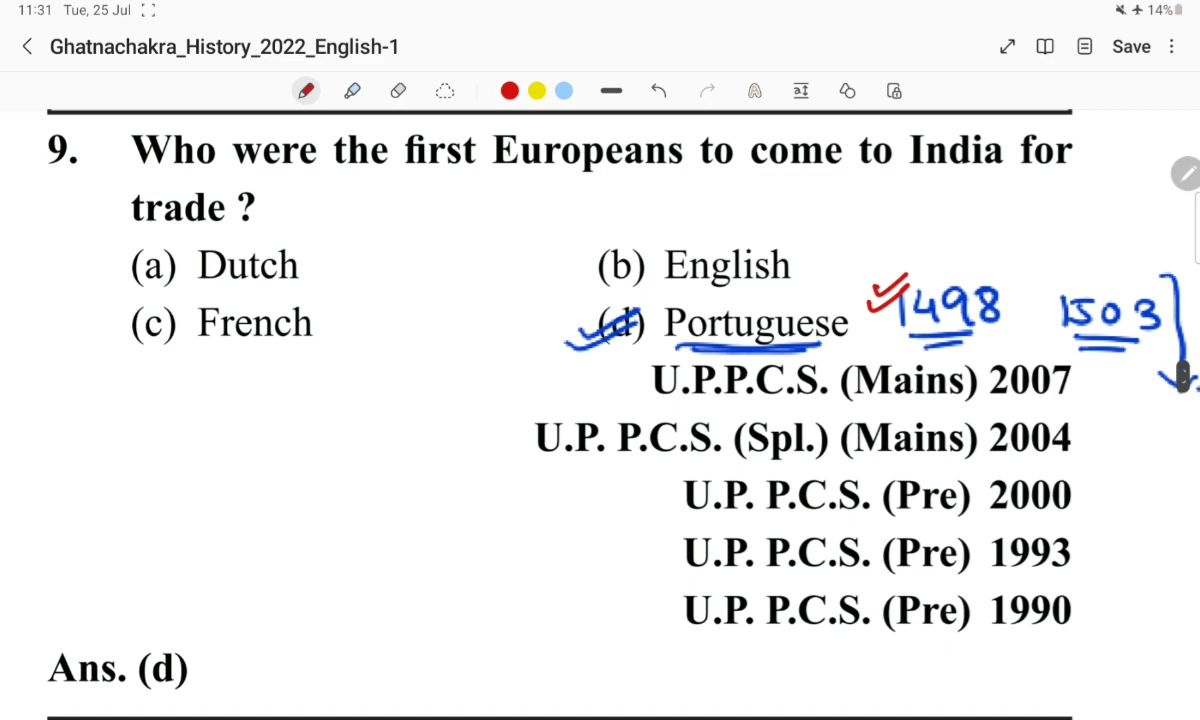 11:31 Tue, 25 Jul
14%
Ghatnachakra_History_2022_English-1
Save
9. Who were the first Europeans to come to India for
trade ?
(a) Dutch (b) English
(c) French (d) Portuguese 1498 1503
U.P.P.C.S. (Mains) 2007
U.P. P.C.S. (Spl.) (Mains) 2004
U.P. P.C.S. (Pre) 2000
U.P. P.C.S. (Pre) 1993
U.P. P.C.S. (Pre) 1990
Ans. (d)